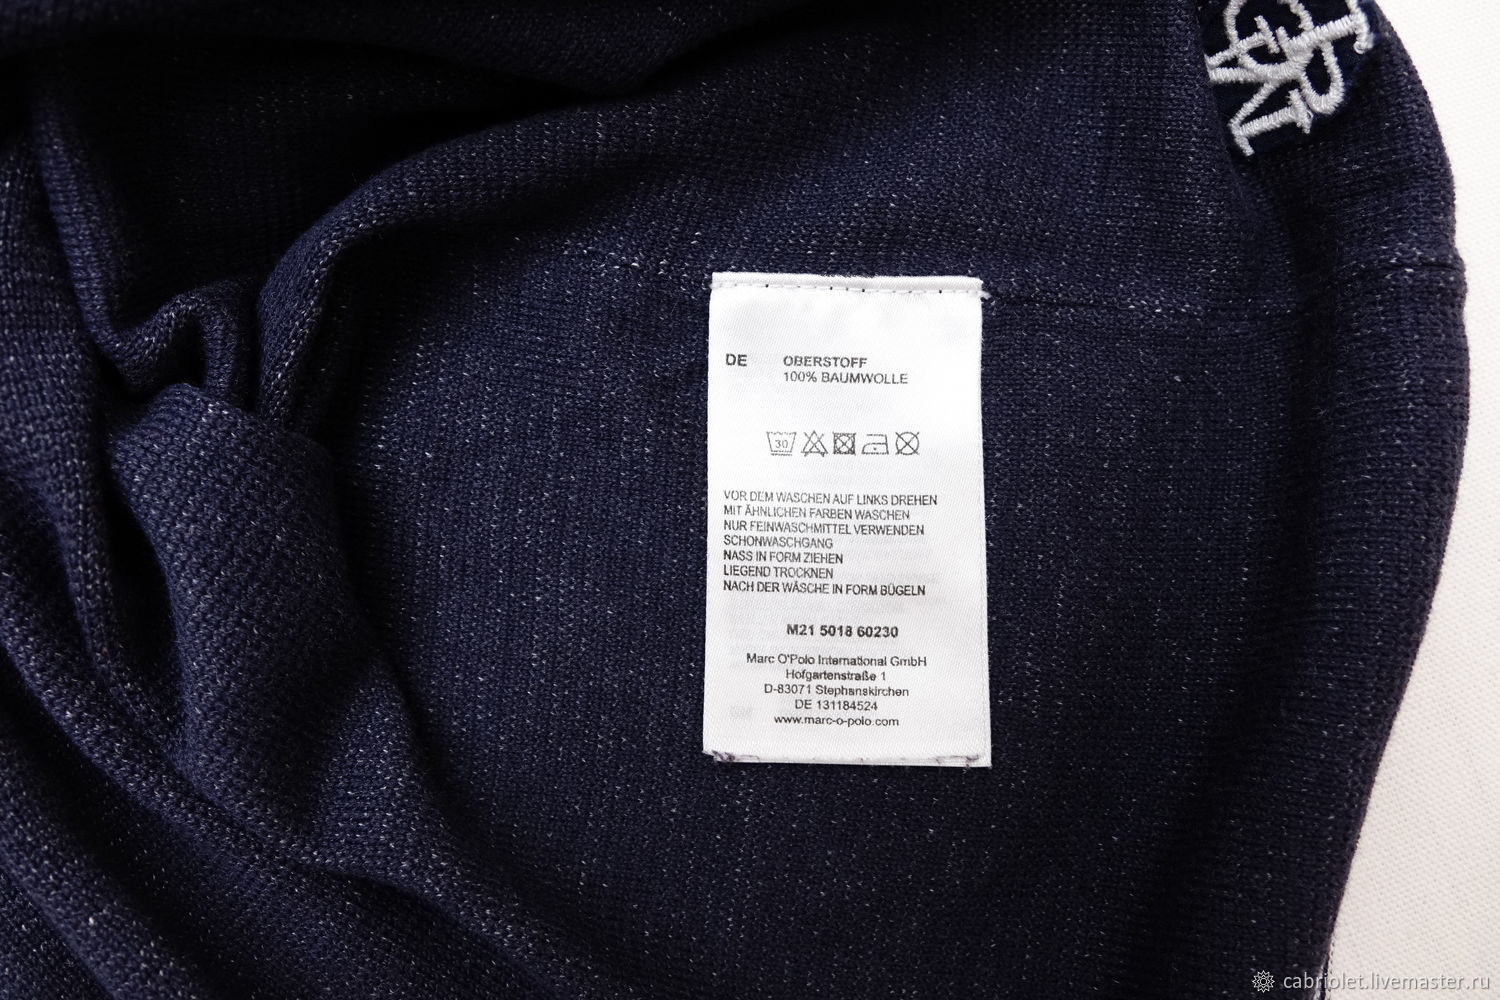 DE OBERSTOFF
100% BAUMWOLLE
30
VOR DEM WASCHEN AUF LINKS DREHEN
MIT ÄHNLICHEN FARBEN WASCHEN
NUR FEINWASCHMITTEL VERWENDEN
SCHONWASCHGANG
NASS IN FORM ZIEHEN
LIEGEND TROCKNEN
NACH DER WÄSCHE IN FORM BÜGELN
M21 5018 60230
Marc O'Polo International GmbH
Hofgartenstraße 1
D-83071 Stephanskirchen
DE 131184524
www.marc-o-polo.com
cabriolet.livemaster.ru